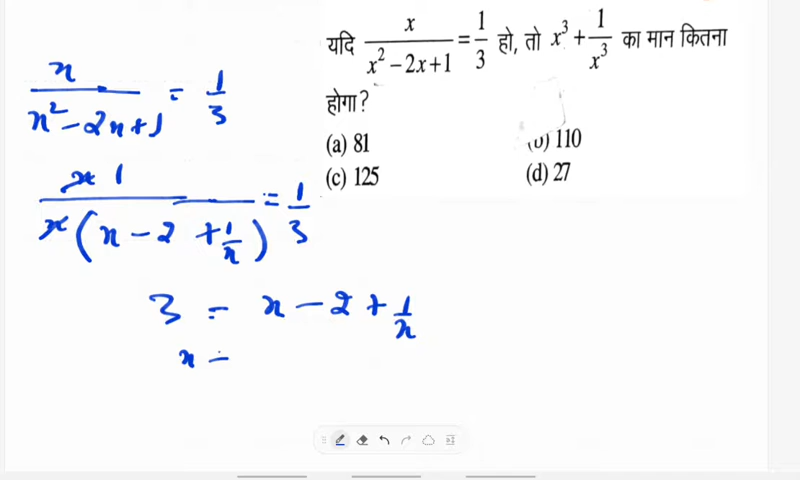 यदि x/(x²−2x+1) = 1/3 हो, तो x³ + 1/x³ का मान कितना
होगा?
(a) 81 (b) 110
(c) 125 (d) 27
x/(x²−2x+1) = 1/3
x 1/x(x − 2 + 1/x) = 1/3
3 = x − 2 + 1/x
x =